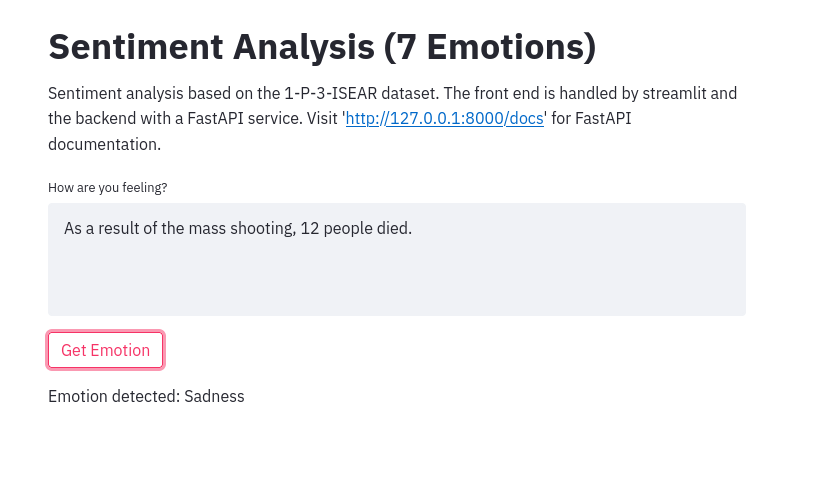 Sentiment Analysis (7 Emotions)
Sentiment analysis based on the 1-P-3-ISEAR dataset. The front end is handled by streamlit and
the backend with a FastAPI service. Visit 'http://127.0.0.1:8000/docs' for FastAPI
documentation.
How are you feeling?
As a result of the mass shooting, 12 people died.
Get Emotion
Emotion detected: Sadness